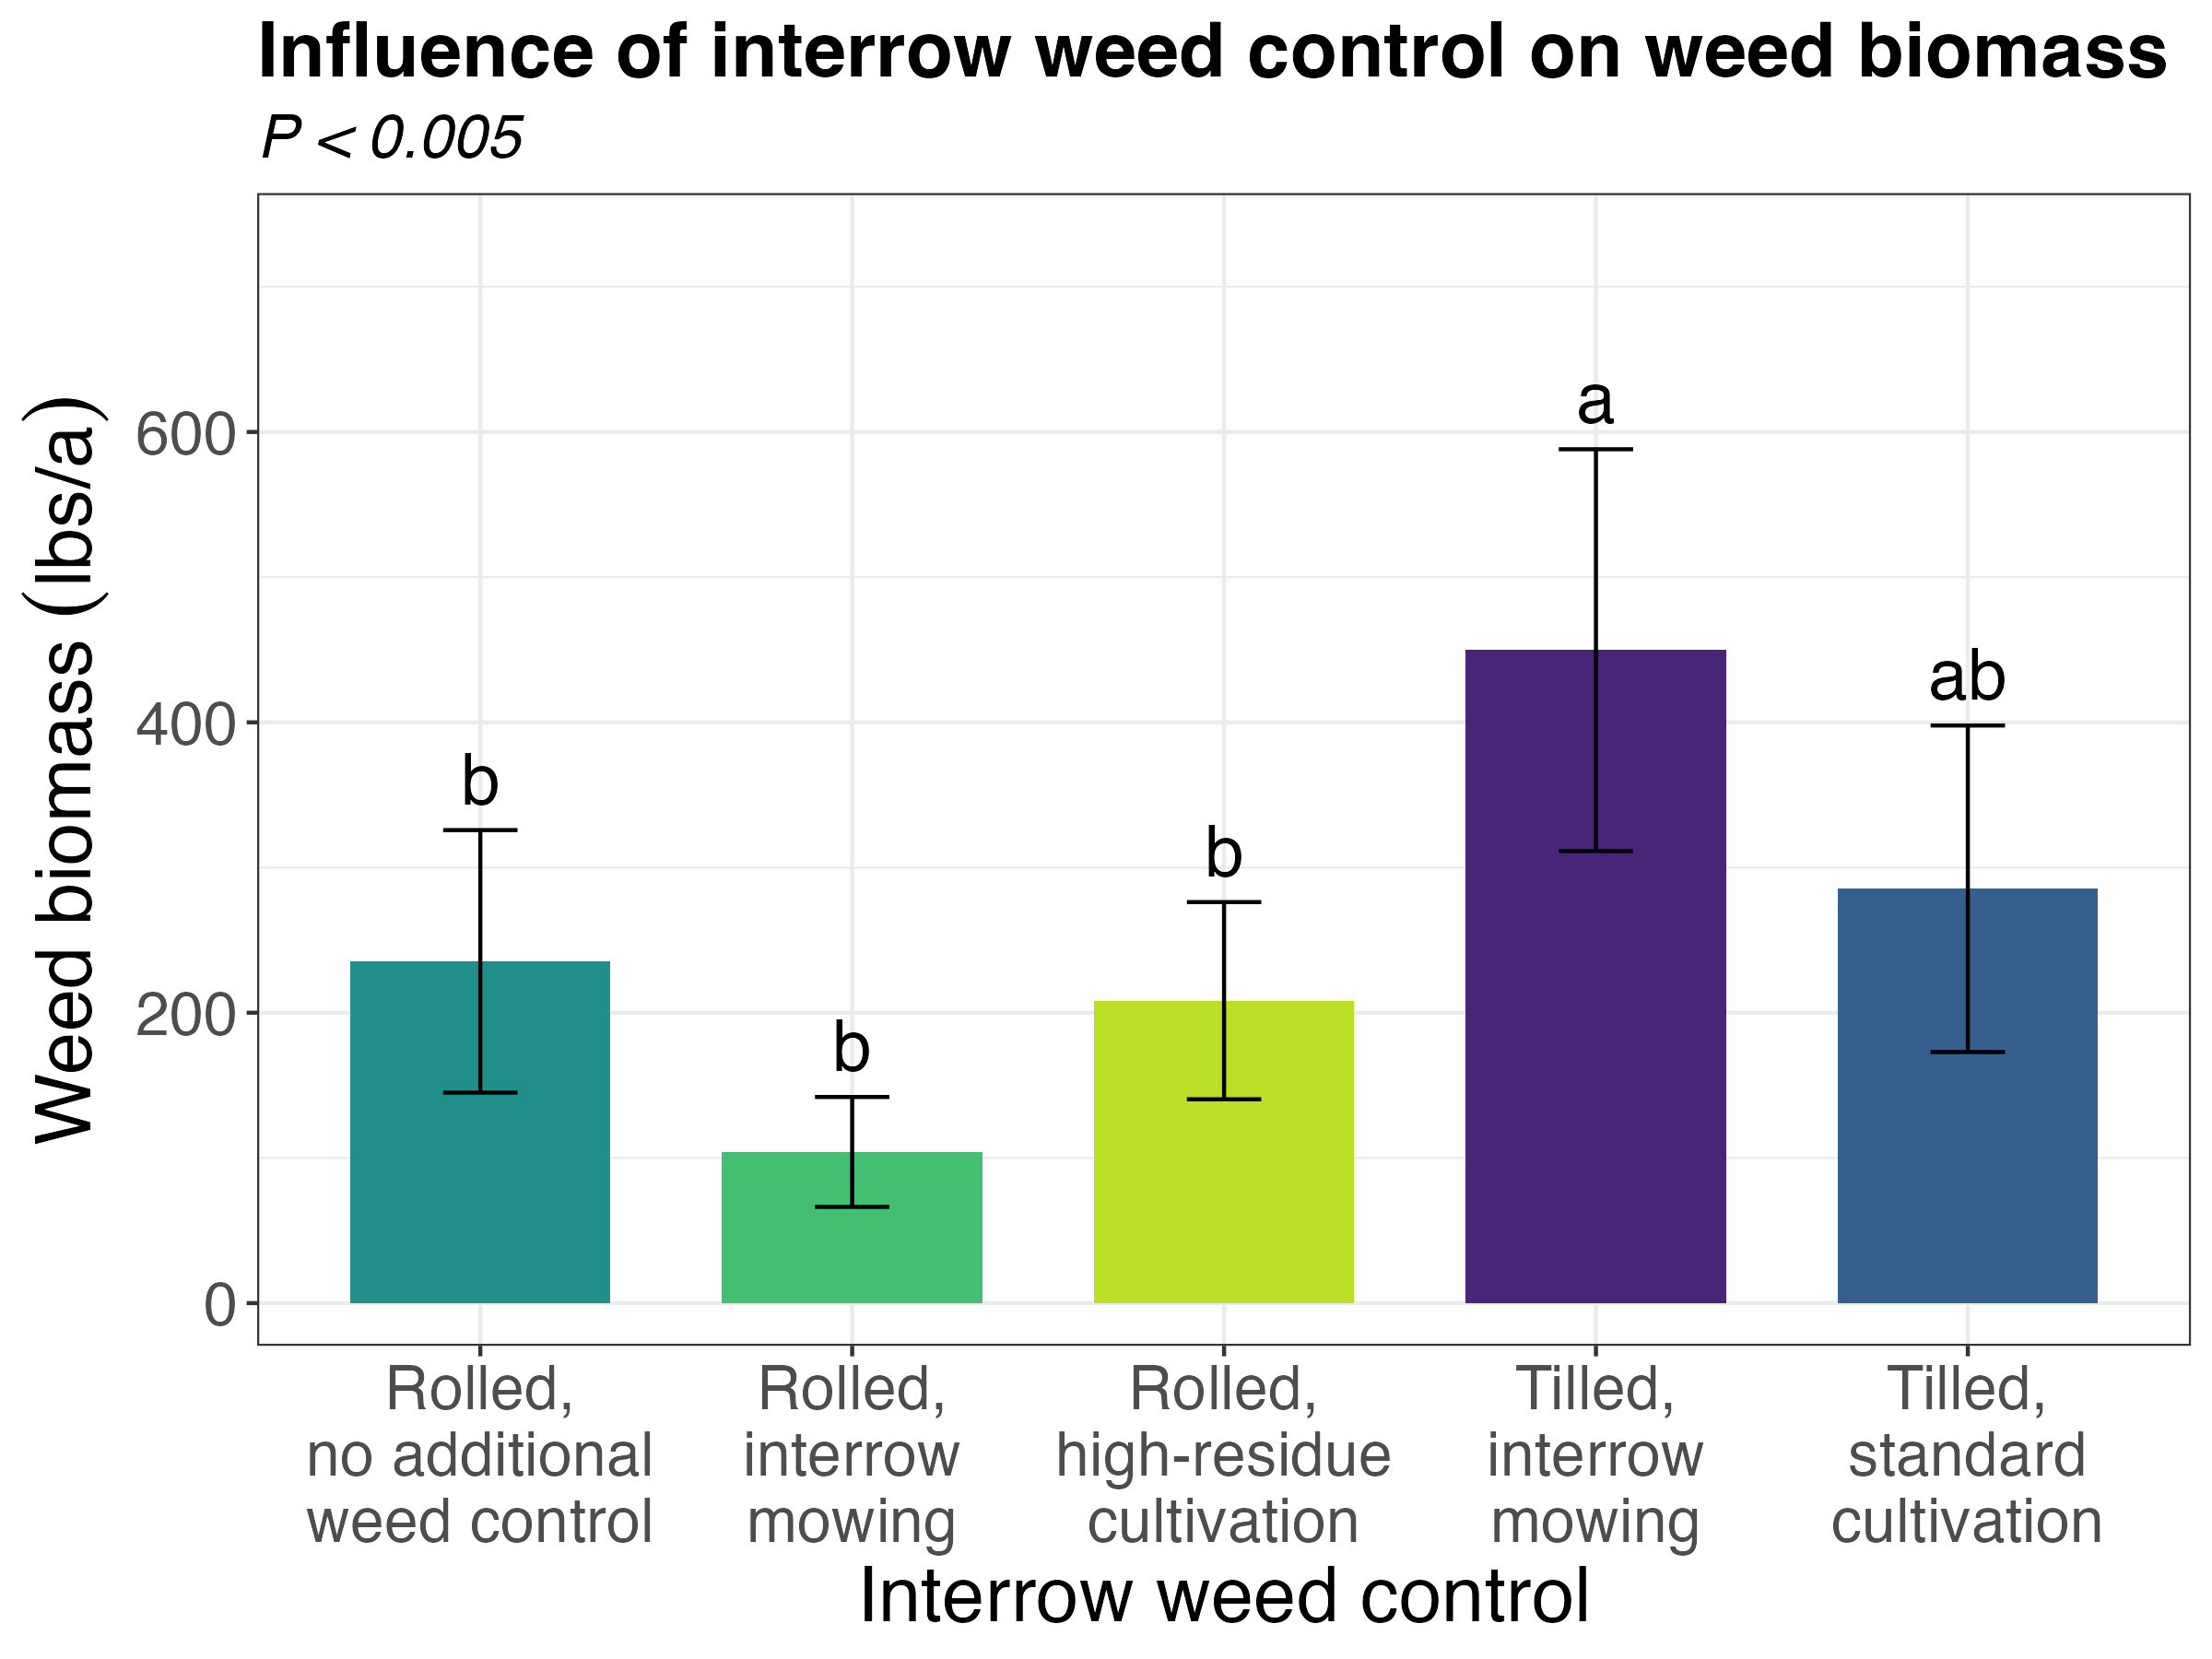 Influence of interrow weed control on weed biomass
P < 0.005
Weed biomass (lbs/a)
600
400
200
0
b
b
b
a
ab
Rolled,
no additional
weed control
Rolled,
interrow
mowing
Rolled,
high-residue
cultivation
Tilled,
interrow
mowing
Tilled,
standard
cultivation
Interrow weed control